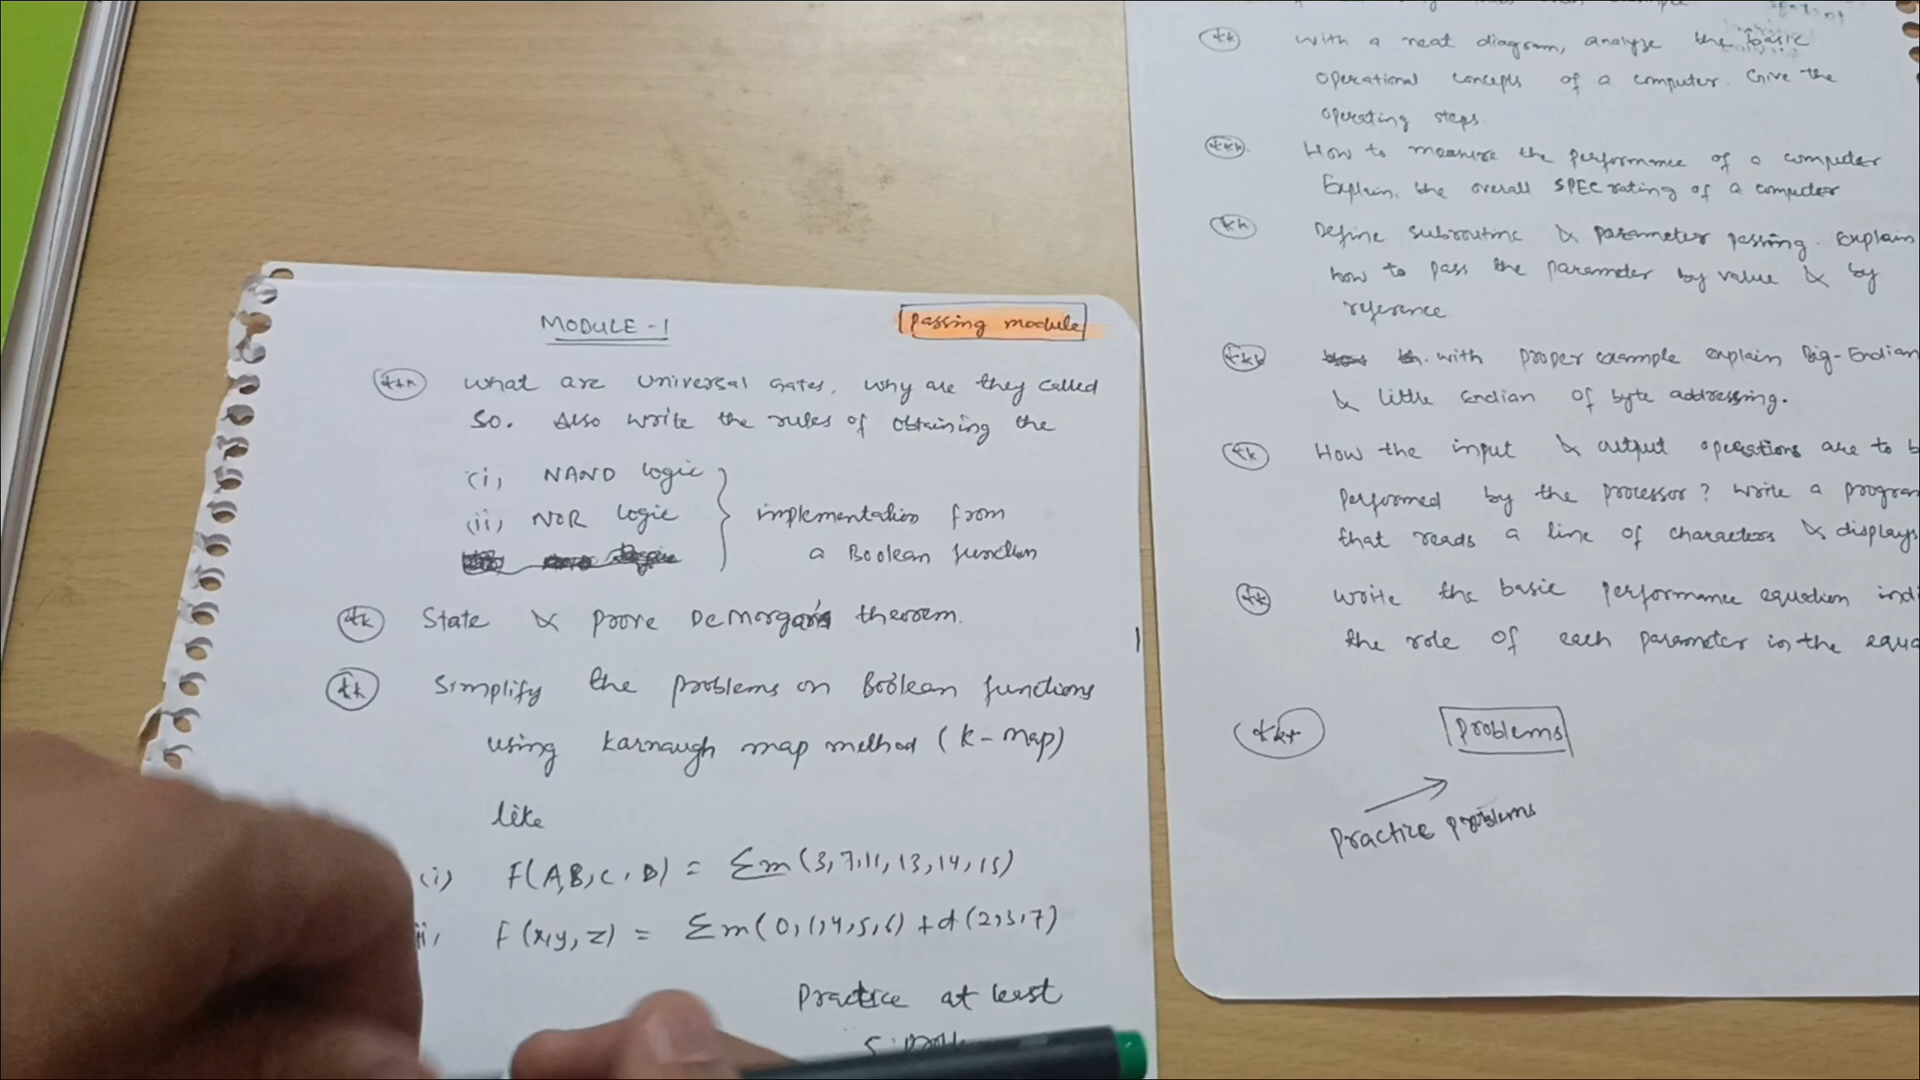 MODULE - 1
Passing module
What are Universal Gates. Why are they called
so. Also write the rules of obtaining the
(i) NAND logic
(ii) NOR logic
implementation from
a Boolean function
State & prove DeMorgan's theorem.
Simplify the problems on Boolean functions
using Karnaugh map method (K-map)
like
(i) F(A,B,C,D) = Σm(3,7,11,13,14,15)
ii, F(x,y,z) = Σm(0,1,4,5,6) + d(2,3,7)
Practice at least
5
with a neat diagram, analyze the basic
operational concepts of a computer. Give the
operating steps.
How to measure the performance of a computer
Explain the overall SPEC rating of a computer
Define subroutine & parameter passing. Explain
how to pass the parameter by value & by
reference
with proper example explain Big-Endian
& little Endian of byte addressing.
How the input & output operations are to b
performed by the processor? Write a program
that reads a line of characters & displays
Write the basic performance equation indi
the role of each parameter in the equa
Problems
Practice problems